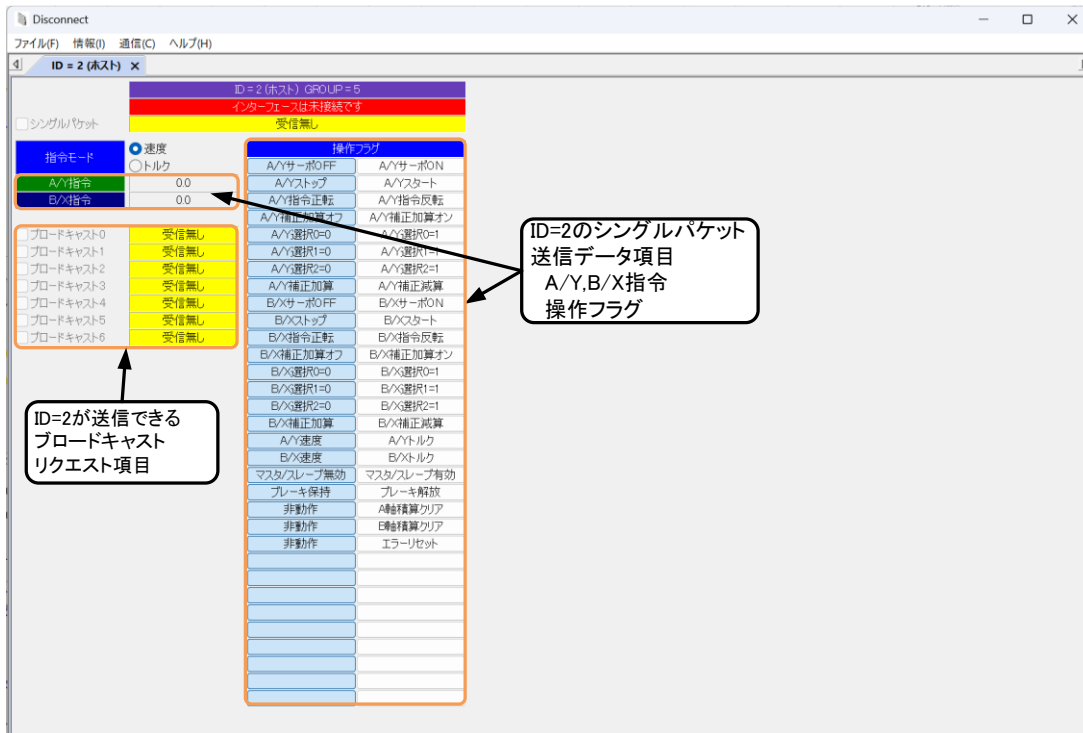 Disconnect
ファイル(F) 情報(I) 通信(C) ヘルプ(H)
ID = 2 (ホスト) ×
ID = 2 (ホスト) GROUP = 5
インターフェースは未接続です
シングルパケット 受信無し
指令モード
速度
トルク
A/Y指令 0.0
B/X指令 0.0
ブロードキャスト0 受信無し
ブロードキャスト1 受信無し
ブロードキャスト2 受信無し
ブロードキャスト3 受信無し
ブロードキャスト4 受信無し
ブロードキャスト5 受信無し
ブロードキャスト6 受信無し
操作フラグ
A/Yサーボ OFF A/Yサーボ ON
A/Yストップ A/Yスタート
A/Y指令正転 A/Y指令反転
A/Y補正加算オフ A/Y補正加算オン
A/Y選択0=0 A/Y選択0=1
A/Y選択1=0 A/Y選択1=1
A/Y選択2=0 A/Y選択2=1
A/Y補正加算 A/Y補正減算
B/Xサーボ OFF B/Xサーボ ON
B/Xストップ B/Xスタート
B/X指令正転 B/X指令反転
B/X補正加算オフ B/X補正加算オン
B/X選択0=0 B/X選択0=1
B/X選択1=0 B/X選択1=1
B/X選択2=0 B/X選択2=1
B/X補正加算 B/X補正減算
A/Y速度 A/Yトルク
B/X速度 B/Xトルク
マスタ/スレーブ無効 マスタ/スレーブ有効
ブレーキ保持 ブレーキ解放
非動作 A軸積算クリア
非動作 B軸積算クリア
非動作 エラーリセット
ID=2のシングルパケット
送信データ項目
A/Y,B/X指令
操作フラグ
ID=2が送信できる
ブロードキャスト
リクエスト項目